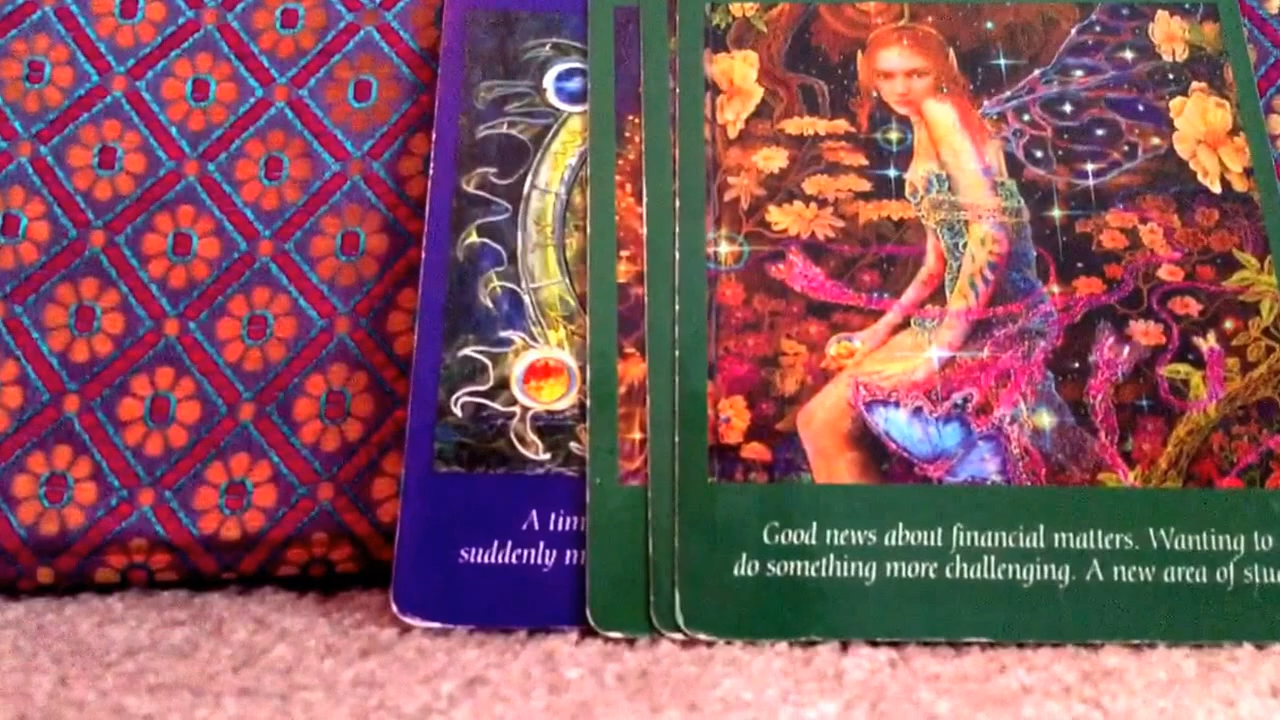 A tim
suddenly m
Good news about financial matters. Wanting to
do something more challenging. A new area of stu